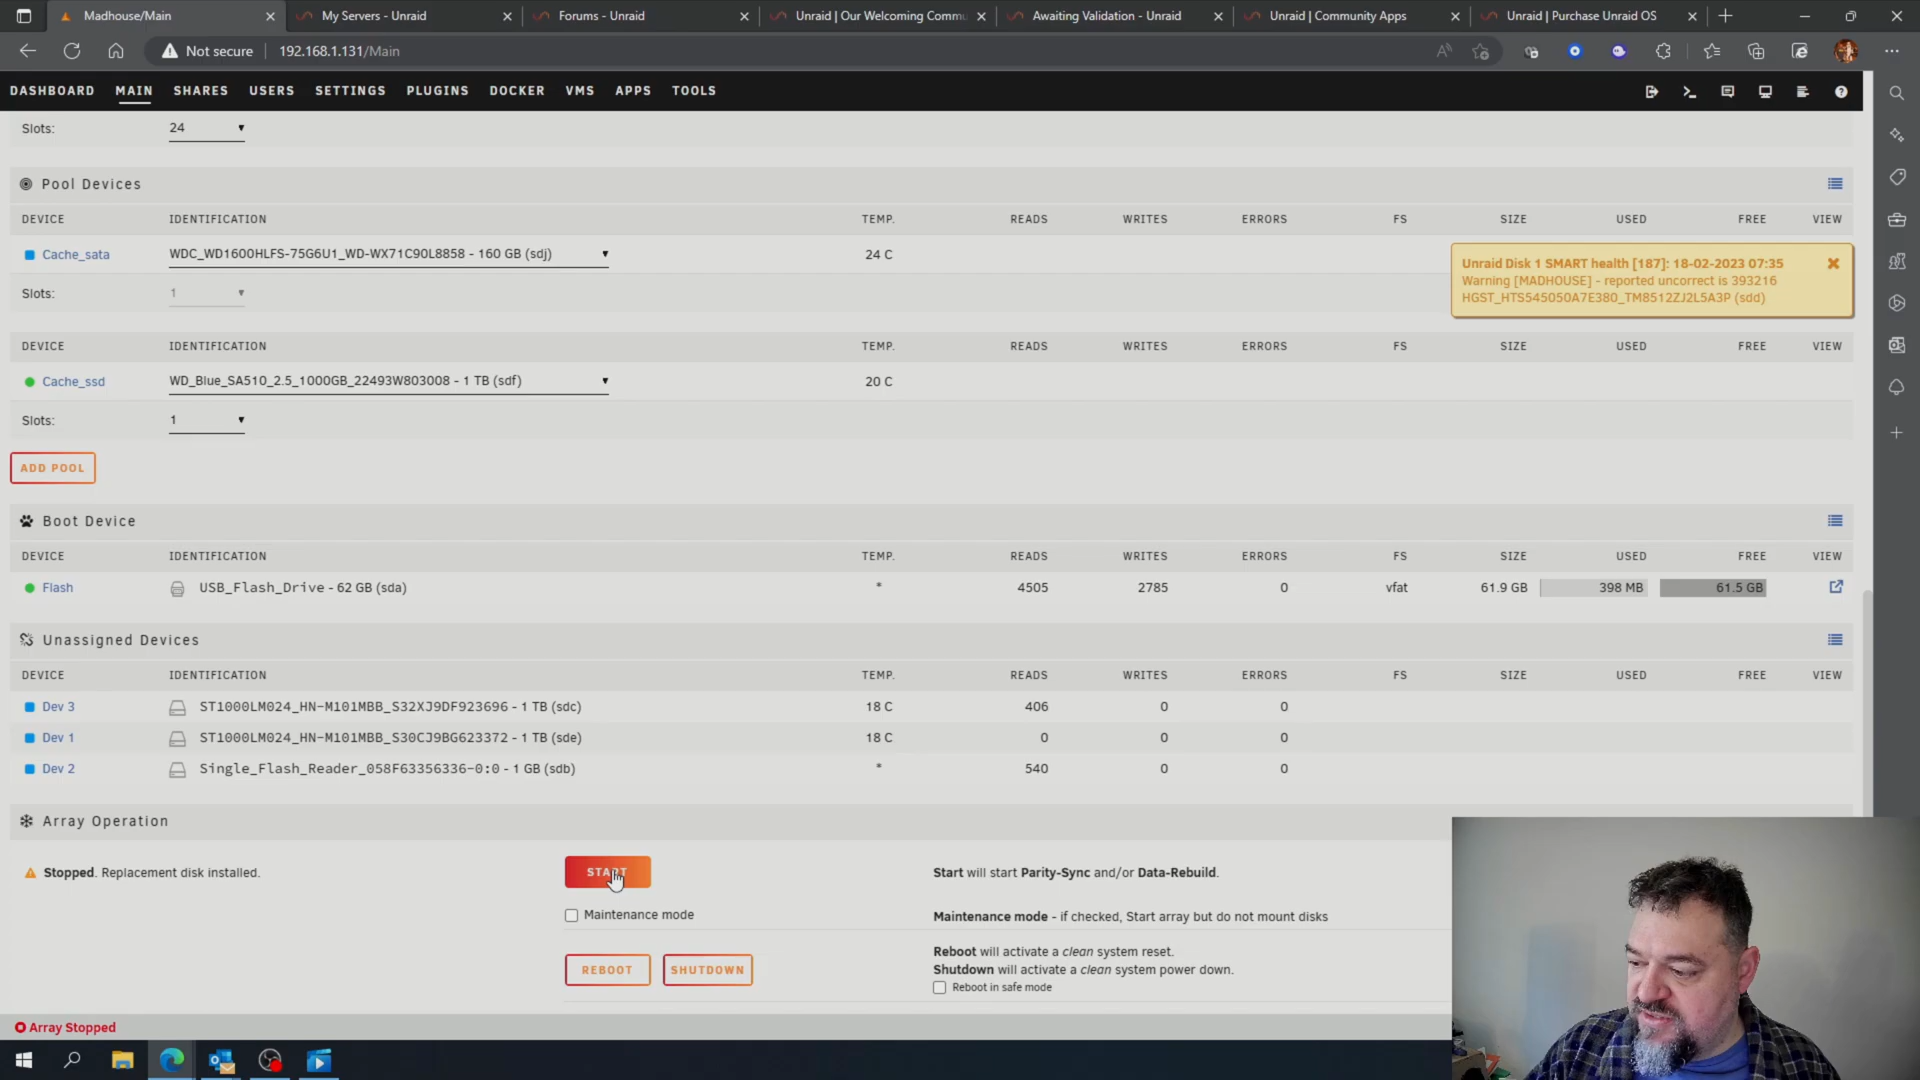 Madhouse/Main
My Servers - Unraid
Forums - Unraid
Unraid | Our Welcoming Commu
Awaiting Validation - Unraid
Unraid | Community Apps
Unraid | Purchase Unraid OS
Not secure
192.168.1.131/Main
DASHBOARD MAIN SHARES USERS SETTINGS PLUGINS DOCKER VMS APPS TOOLS
Slots: 24
Pool Devices
DEVICE IDENTIFICATION TEMP. READS WRITES ERRORS FS SIZE USED FREE VIEW
Cache_sata WDC_WD1600HLFS-75G6U1_WD-WX71C90L8858 - 160 GB (sdj) 24 C
Unraid Disk 1 SMART health [187]: 18-02-2023 07:35
Warning [MADHOUSE] - reported uncorrect is 393216
HGST_HTS545050A7E380_TM8512ZJ2L5A3P (sdd)
Slots: 1
DEVICE IDENTIFICATION TEMP. READS WRITES ERRORS FS SIZE USED FREE VIEW
Cache_ssd WD_Blue_SA510_2.5_1000GB_22493W803008 - 1 TB (sdf) 20 C
Slots: 1
ADD POOL
Boot Device
DEVICE IDENTIFICATION TEMP. READS WRITES ERRORS FS SIZE USED FREE VIEW
Flash USB_Flash_Drive - 62 GB (sda) * 4505 2785 0 vfat 61.9 GB 398 MB 61.5 GB
Unassigned Devices
DEVICE IDENTIFICATION TEMP. READS WRITES ERRORS FS SIZE USED FREE VIEW
Dev 3 ST1000LM024_HN-M101MBB_S32XJ9DF923696 - 1 TB (sdc) 18 C 406 0 0
Dev 1 ST1000LM024_HN-M101MBB_S30CJ9BG623372 - 1 TB (sde) 18 C 0 0 0
Dev 2 Single_Flash_Reader_058F63356336-0:0 - 1 GB (sdb) * 540 0 0
Array Operation
Stopped. Replacement disk installed. START Start will start Parity-Sync and/or Data-Rebuild.
Maintenance mode Maintenance mode - if checked, Start array but do not mount disks
Reboot will activate a clean system reset.
REBOOT SHUTDOWN Shutdown will activate a clean system power down.
Reboot in safe mode
Array Stopped